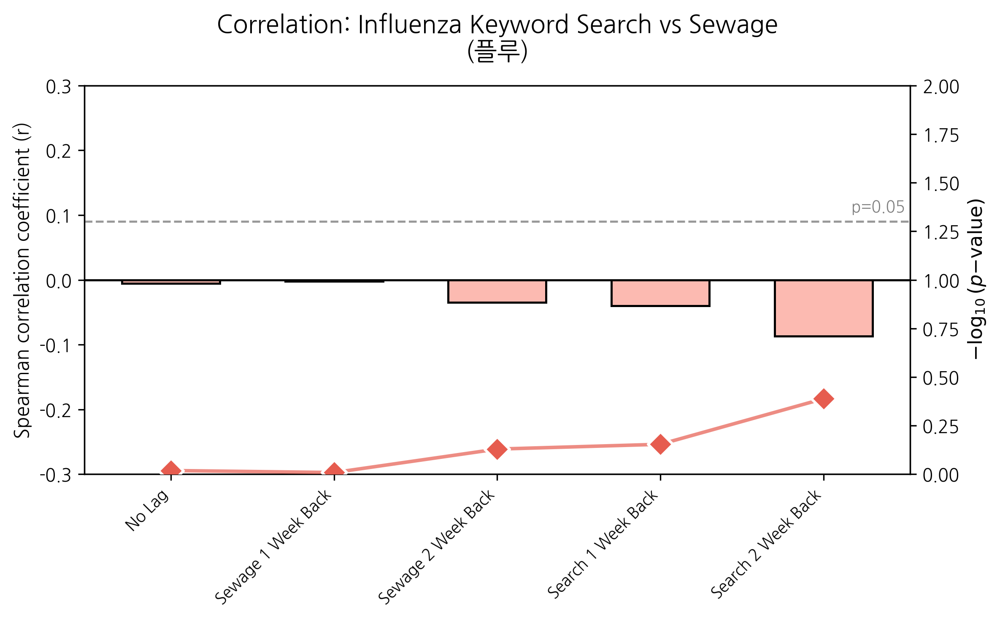 Correlation: Influenza Keyword Search vs Sewage
(플루)
Spearman correlation coefficient (r)
0.3
0.2
0.1
0.0
-0.1
-0.2
-0.3
2.00
1.75
1.50
1.25
1.00
0.75
0.50
0.25
0.00
−log₁₀(p−value)
p=0.05
No Lag
Sewage 1 Week Back
Sewage 2 Week Back
Search 1 Week Back
Search 2 Week Back